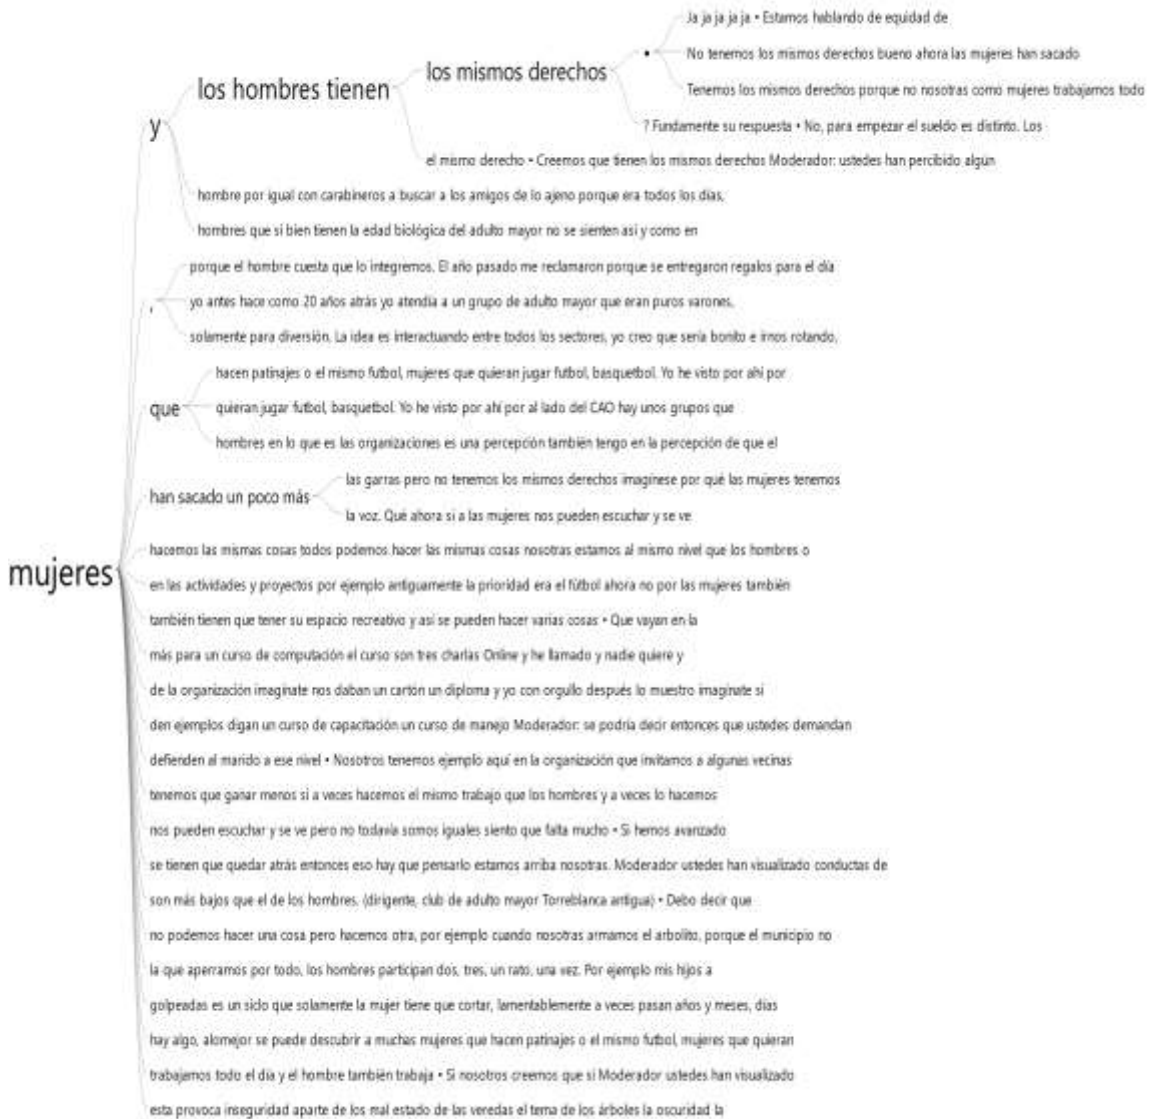 Ja ja ja ja ja • Estamos hablando de equidad de
No tenemos los mismos derechos bueno ahora las mujeres han sacado
Tenemos los mismos derechos porque no nosotras como mujeres trabajamos todo
•
los mismos derechos
? Fundamente su respuesta • No, para empezar el sueldo es distinto. Los
los hombres tienen
el mismo derecho • Creemos que tienen los mismos derechos Moderador: ustedes han percibido algún
y
hombre por igual con carabineros a buscar a los amigos de lo ajeno porque era todos los días,
hombres que si bien tienen la edad biológica del adulto mayor no se sienten así y como en
porque el hombre cuesta que lo integremos. El año pasado me reclamaron porque se entregaron regalos para el día
,
yo antes hace como 20 años atrás yo atendía a un grupo de adulto mayor que eran puros varones,
solamente para diversión. La idea es interactuando entre todos los sectores, yo creo que sería bonito e irnos rotando,
hacen patinajes o el mismo futbol, mujeres que quieran jugar futbol, basquetbol. Yo he visto por ahí por
que
quieran jugar futbol, basquetbol. Yo he visto por ahí por al lado del CAO hay unos grupos que
hombres en lo que es las organizaciones es una percepción también tengo en la percepción de que el
han sacado un poco más
las garras pero no tenemos los mismos derechos imagínese por qué las mujeres tenemos
la voz. Qué ahora si a las mujeres nos pueden escuchar y se ve
mujeres
hacemos las mismas cosas todos podemos hacer las mismas cosas nosotras estamos al mismo nivel que los hombres o
en las actividades y proyectos por ejemplo antiguamente la prioridad era el fútbol ahora no por las mujeres también
también tienen que tener su espacio recreativo y así se pueden hacer varias cosas • Que vayan en la
más para un curso de computación el curso son tres charlas Online y he llamado y nadie quiere y
de la organización imagínate nos daban un cartón un diploma y yo con orgullo después lo muestro imagínate si
den ejemplos digan un curso de capacitación un curso de manejo Moderador: se podría decir entonces que ustedes demandan
defienden al marido a ese nivel • Nosotros tenemos ejemplo aquí en la organización que invitamos a algunas vecinas
tenemos que ganar menos si a veces hacemos el mismo trabajo que los hombres y a veces lo hacemos
nos pueden escuchar y se ve pero no todavía somos iguales siento que falta mucho • Si hemos avanzado
se tienen que quedar atrás entonces eso hay que pensarlo estamos arriba nosotras. Moderador ustedes han visualizado conductas de
son más bajos que el de los hombres. (dirigente, club de adulto mayor Torreblanca antigua) • Debo decir que
no podemos hacer una cosa pero hacemos otra, por ejemplo cuando nosotras armamos el arbolito, porque el municipio no
la que aperramos por todo, los hombres participan dos, tres, un rato, una vez. Por ejemplo mis hijos a
golpeadas es un siclo que solamente la mujer tiene que cortar, lamentablemente a veces pasan años y meses, días
hay algo, alomejor se puede descubrir a muchas mujeres que hacen patinajes o el mismo futbol, mujeres que quieran
trabajamos todo el día y el hombre también trabaja • Si nosotros creemos que si Moderador ustedes han visualizado
esta provoca inseguridad aparte de los mal estado de las veredas el tema de los árboles la oscuridad la